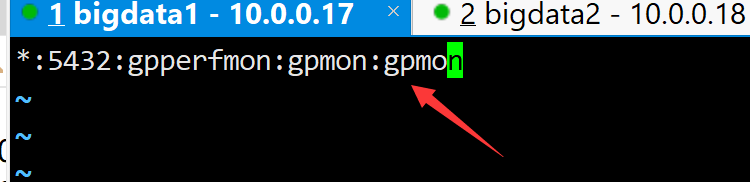 1 bigdata1 - 10.0.0.17 × 2 bigdata2 - 10.0.0.18
*:5432:gpperfmon:gpmon:gpmon
~
~
~